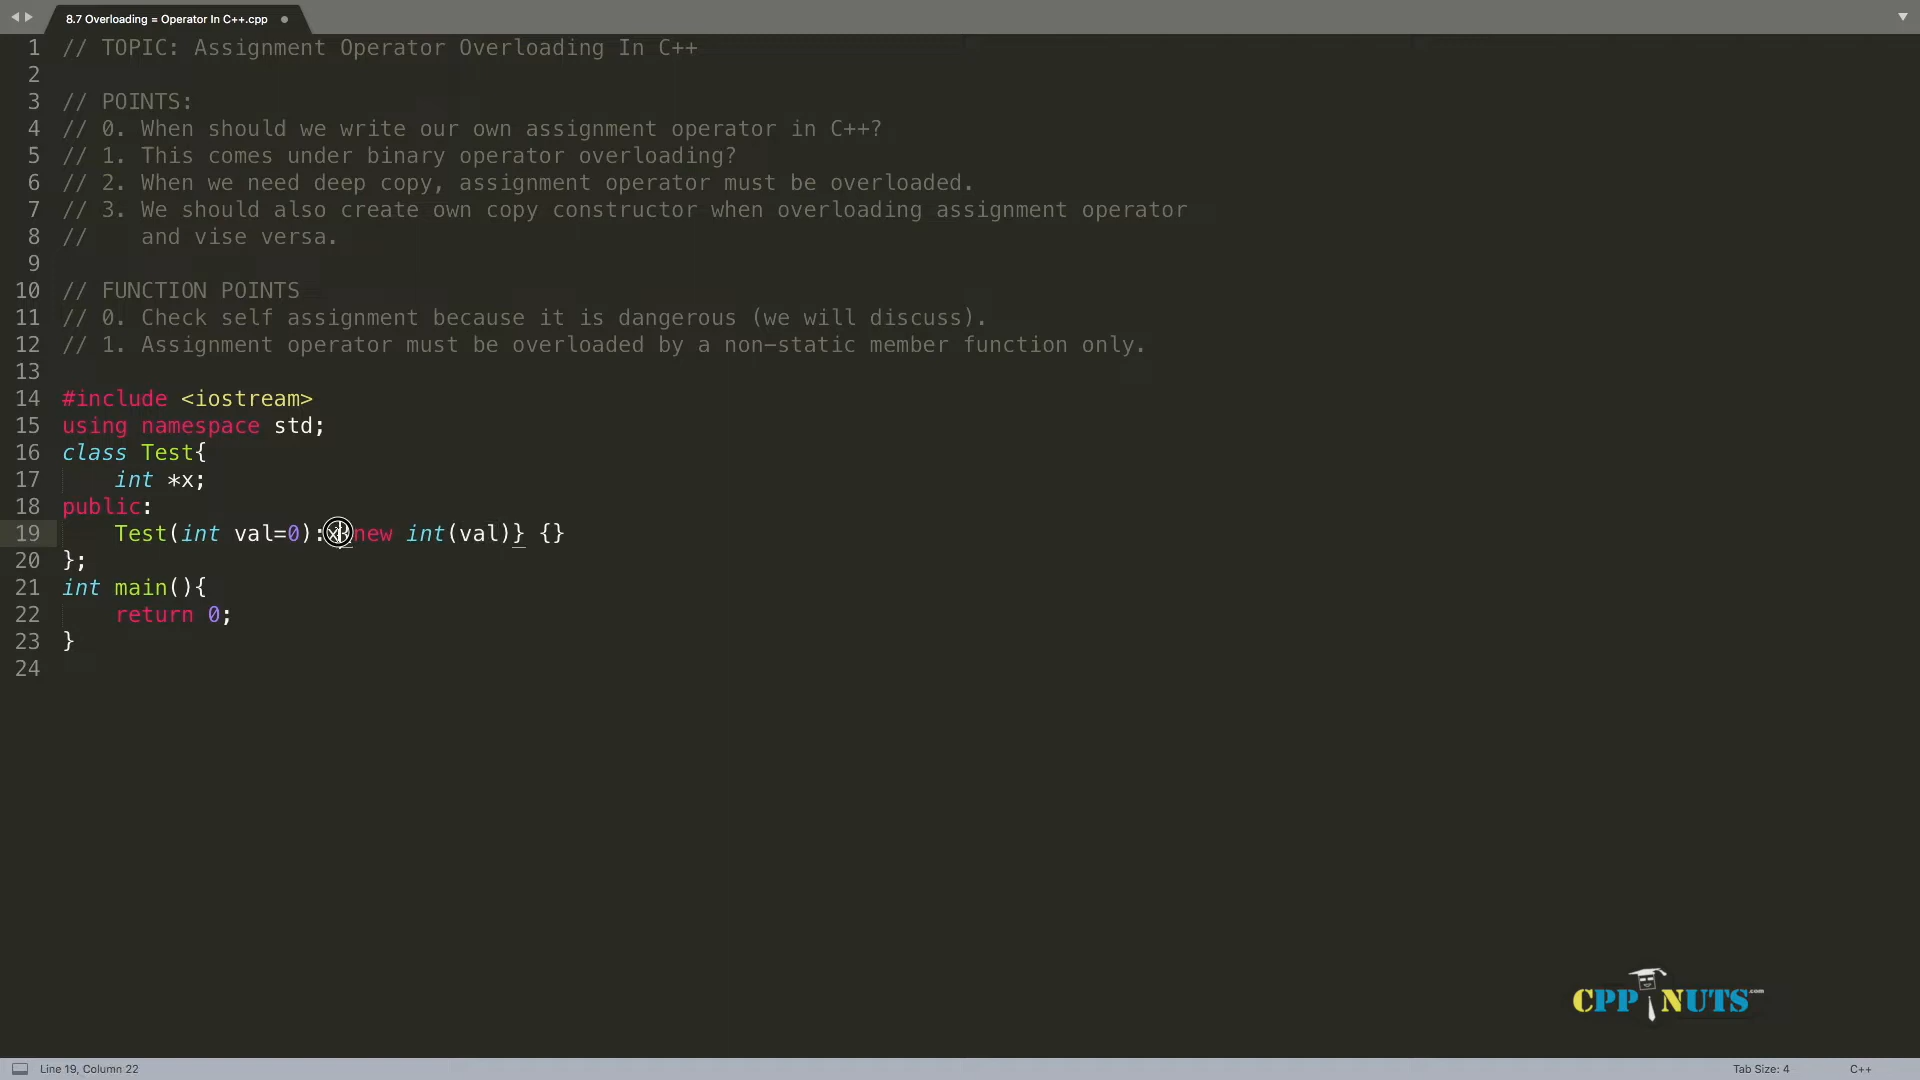 8.7 Overloading = Operator In C++.cpp
1 // TOPIC: Assignment Operator Overloading In C++
2
3 // POINTS:
4 // 0. When should we write our own assignment operator in C++?
5 // 1. This comes under binary operator overloading?
6 // 2. When we need deep copy, assignment operator must be overloaded.
7 // 3. We should also create own copy constructor when overloading assignment operator
8 //    and vise versa.
9
10 // FUNCTION POINTS
11 // 0. Check self assignment because it is dangerous (we will discuss).
12 // 1. Assignment operator must be overloaded by a non-static member function only.
13
14 #include <iostream>
15 using namespace std;
16 class Test{
17     int *x;
18 public:
19     Test(int val=0):x{new int(val)} {}
20 };
21 int main(){
22     return 0;
23 }
24
CPP NUTS .com
Line 19, Column 22
Tab Size: 4
C++